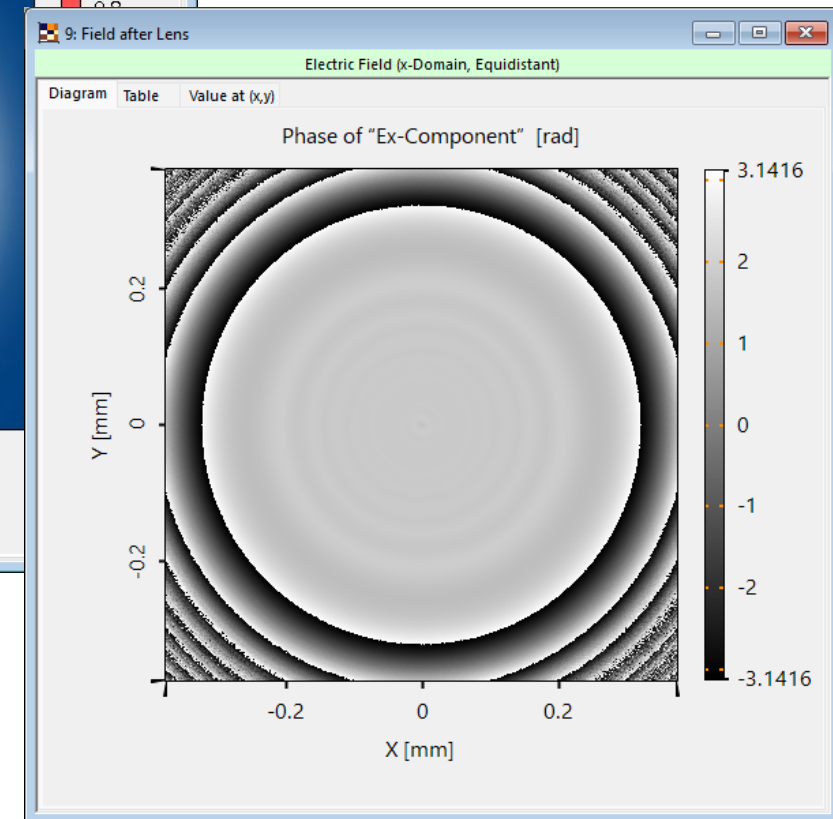 9: Field after Lens
Electric Field (x-Domain, Equidistant)
Diagram Table Value at (x,y)
Phase of “Ex-Component” [rad]
3.1416
2
1
0
-1
-2
-3.1416
0.2
0
-0.2
Y [mm]
-0.2 0 0.2
X [mm]